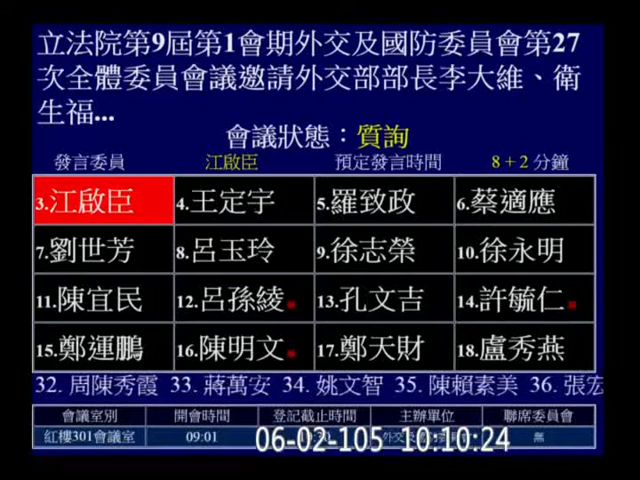 立法院第9屆第1會期外交及國防委員會第27
次全體委員會議邀請外交部部長李大維、衛
生福...
會議狀態：質詢
發言委員 江啟臣 預定發言時間 8 + 2 分鐘
3.江啟臣 4.王定宇 5.羅致政 6.蔡適應
7.劉世芳 8.呂玉玲 9.徐志榮 10.徐永明
11.陳宜民 12.呂孫綾 13.孔文吉 14.許毓仁
15.鄭運鵬 16.陳明文 17.鄭天財 18.盧秀燕
32. 周陳秀霞 33. 蔣萬安 34. 姚文智 35. 陳賴素美 36. 張宏
會議室別 開會時間 登記截止時間 主辦單位 聯席委員會
紅樓301會議室 09:01 無
06-02-105 10:10:24